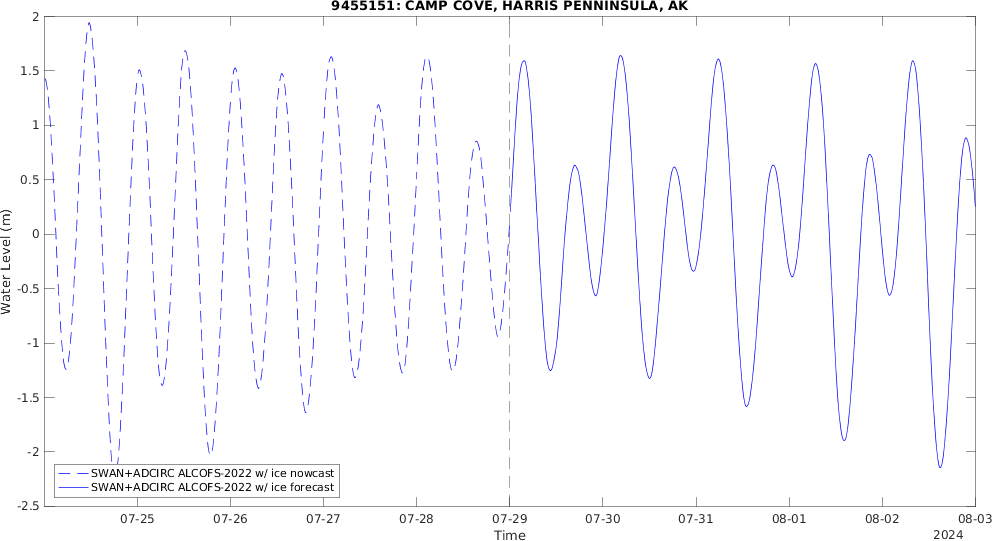 9455151: CAMP COVE, HARRIS PENNINSULA, AK
2
1.5
1
0.5
0
-0.5
-1
-1.5
-2
-2.5
Water Level (m)
SWAN+ADCIRC ALCOFS-2022 w/ ice nowcast
SWAN+ADCIRC ALCOFS-2022 w/ ice forecast
07-25 07-26 07-27 07-28 07-29 07-30 07-31 08-01 08-02 08-03
Time
2024